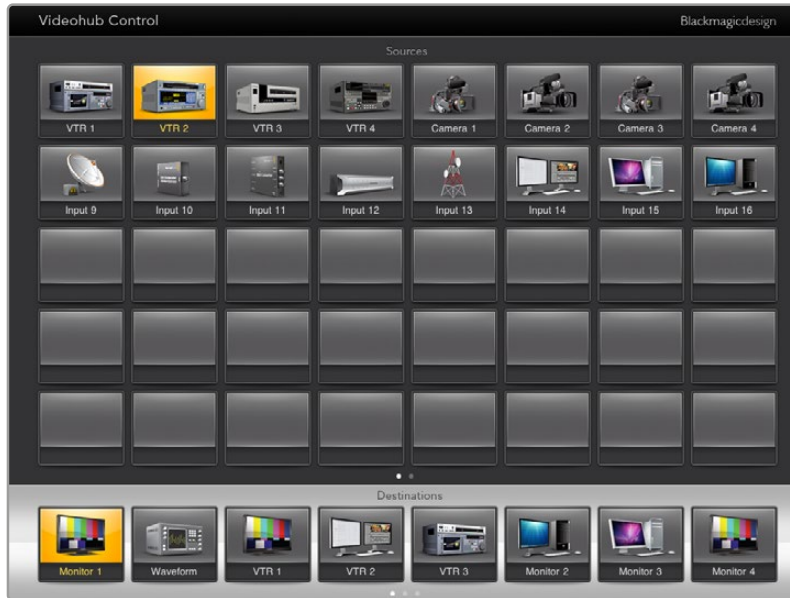 Videohub Control
Blackmagicdesign
Sources
VTR 1
VTR 2
VTR 3
VTR 4
Camera 1
Camera 2
Camera 3
Camera 4
Input 9
Input 10
Input 11
Input 12
Input 13
Input 14
Input 15
Input 16
Destinations
Monitor 1
Waveform
VTR 1
VTR 2
VTR 3
Monitor 2
Monitor 3
Monitor 4